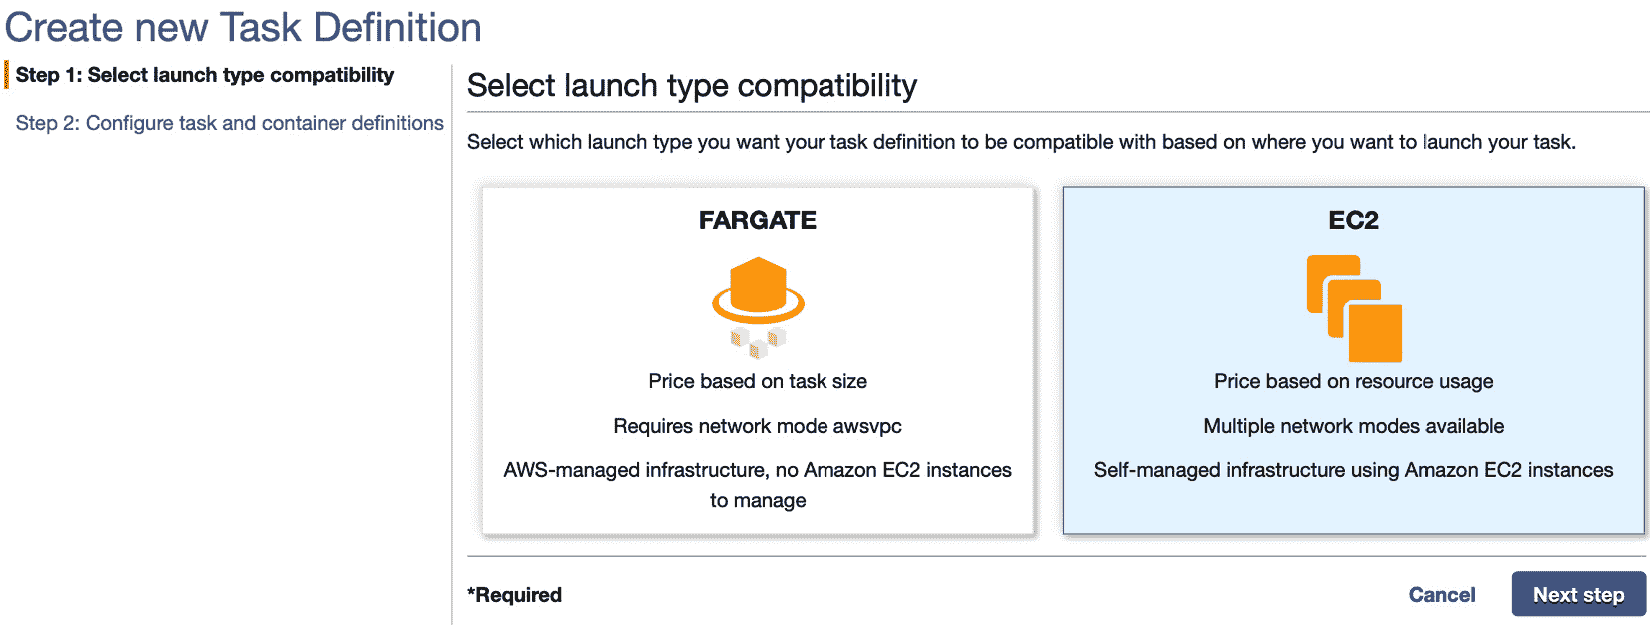 Create new Task Definition
Step 1: Select launch type compatibility
Step 2: Configure task and container definitions
Select launch type compatibility
Select which launch type you want your task definition to be compatible with based on where you want to launch your task.
FARGATE
Price based on task size
Requires network mode awsvpc
AWS-managed infrastructure, no Amazon EC2 instances
to manage
EC2
Price based on resource usage
Multiple network modes available
Self-managed infrastructure using Amazon EC2 instances
*Required
Cancel
Next step